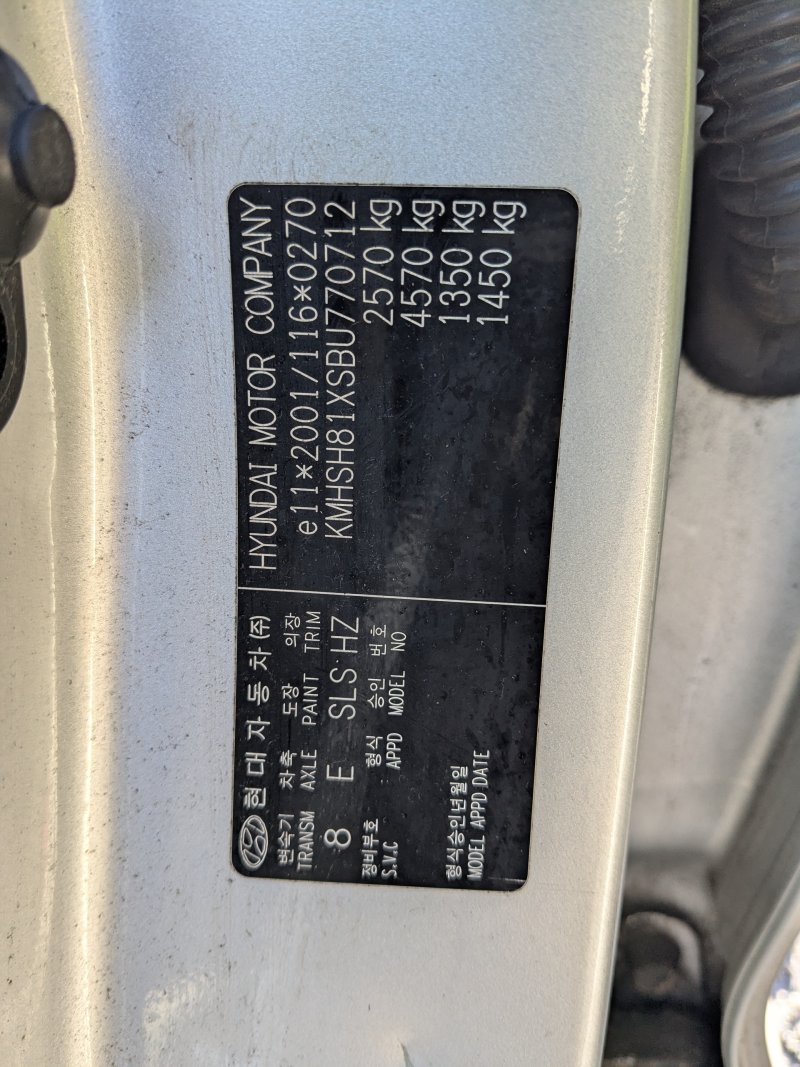 현대자동차(주) HYUNDAI MOTOR COMPANY
변속기 차축 도장 의장
TRANSM AXLE PAINT TRIM e11*2001/116*0270
8 E SLS HZ KMHSH81XSBU770712
정비부호 형식 승인 번호 2570 kg
S.V.C APPD MODEL NO 4570 kg
1350 kg
형식승인년월일 1450 kg
MODEL APPD DATE